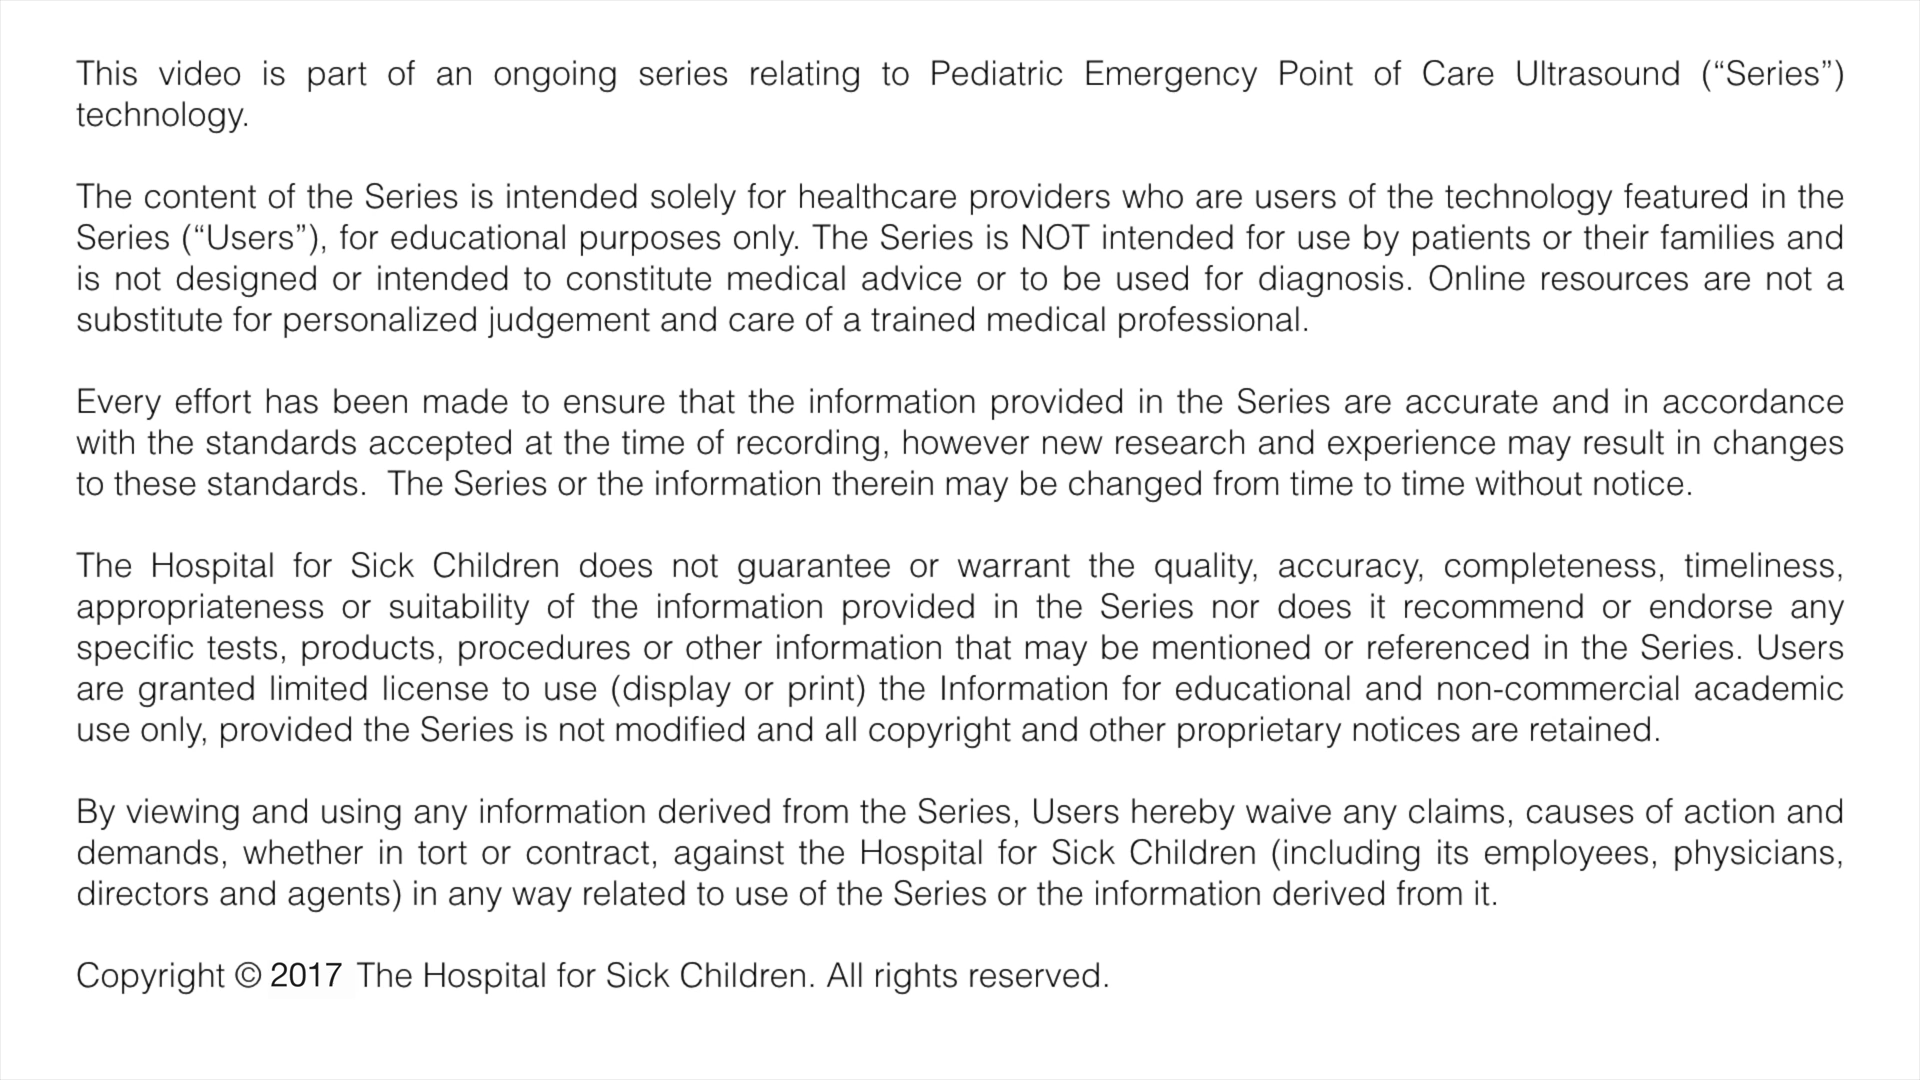 This video is part of an ongoing series relating to Pediatric Emergency Point of Care Ultrasound (“Series”)
technology.
The content of the Series is intended solely for healthcare providers who are users of the technology featured in the
Series (“Users”), for educational purposes only. The Series is NOT intended for use by patients or their families and
is not designed or intended to constitute medical advice or to be used for diagnosis. Online resources are not a
substitute for personalized judgement and care of a trained medical professional.
Every effort has been made to ensure that the information provided in the Series are accurate and in accordance
with the standards accepted at the time of recording, however new research and experience may result in changes
to these standards.  The Series or the information therein may be changed from time to time without notice.
The Hospital for Sick Children does not guarantee or warrant the quality, accuracy, completeness, timeliness,
appropriateness or suitability of the information provided in the Series nor does it recommend or endorse any
specific tests, products, procedures or other information that may be mentioned or referenced in the Series. Users
are granted limited license to use (display or print) the Information for educational and non-commercial academic
use only, provided the Series is not modified and all copyright and other proprietary notices are retained.
By viewing and using any information derived from the Series, Users hereby waive any claims, causes of action and
demands, whether in tort or contract, against the Hospital for Sick Children (including its employees, physicians,
directors and agents) in any way related to use of the Series or the information derived from it.
Copyright © 2017 The Hospital for Sick Children. All rights reserved.